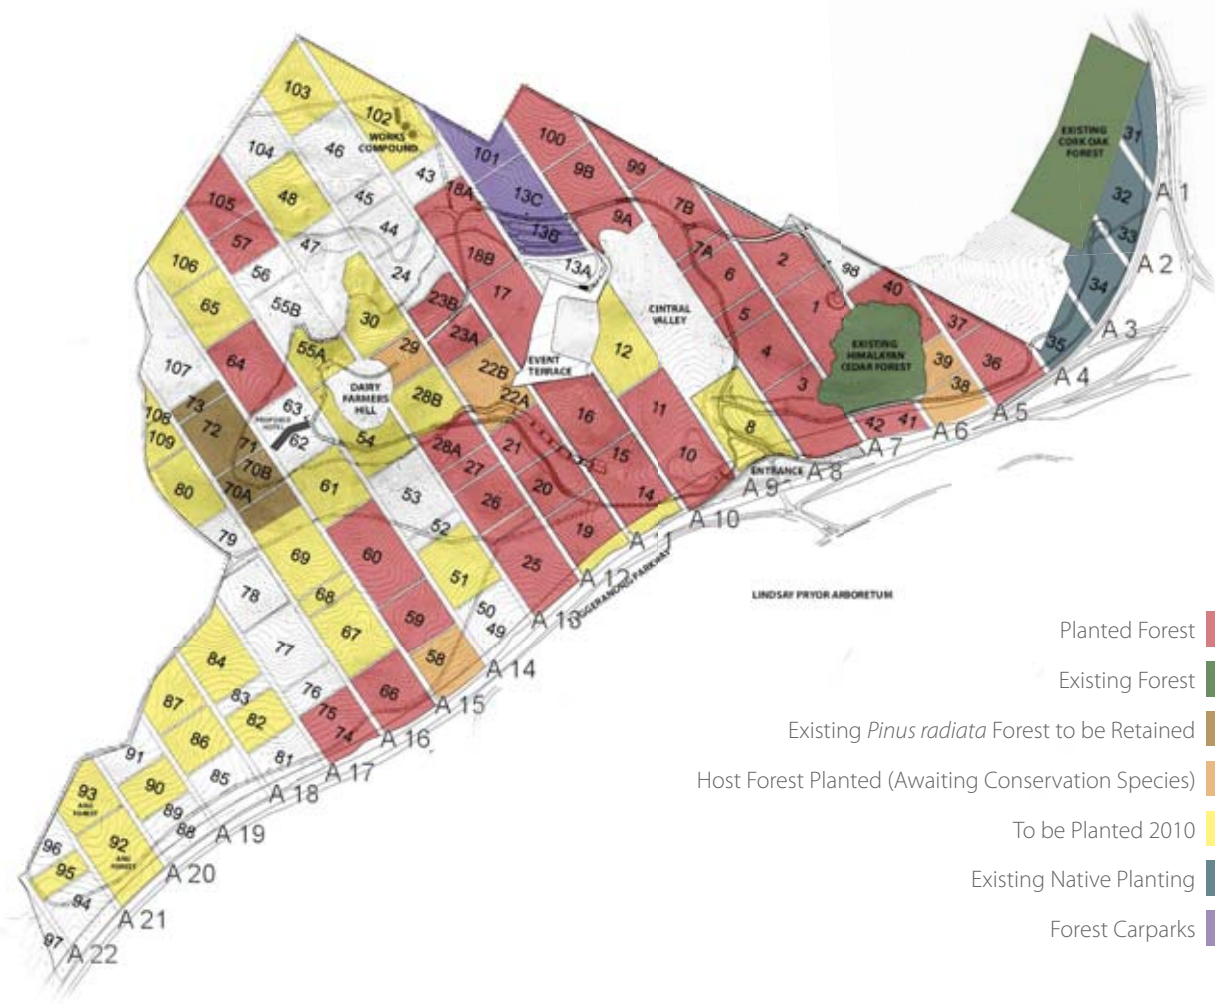 103
102
WORKS
COMPOUND
104
46
43
101
100
99
9B
13C
18A
45
48
105
44
13B
9A
7B
57
47
106
56
24
18B
13A
7A
2
98
65
55B
23B
17
6
1
40
30
23A
5
CINTRAL
VALLEY
37
64
55A
29
22B
EVENT
TERRACE
12
4
EXISTING
HIMALAYAN
CEDAR FOREST
39
36
107
DAIRY
FARMERS
HILL
28B
22A
3
38
EXISTING
CORK OAK
FOREST
31
32
33
34
35
A 1
A 2
A 3
A 4
A 5
A 6
A 7
A 8
A 9
A 10
A 11
A 12
A 13
108
73
63
16
11
8
42
41
109
72
71
62
54
28A
21
15
10
ENTRANCE
80
70B
70A
61
53
27
20
14
79
52
26
19
69
60
51
25
78
68
59
50
49
67
58
84
77
76
66
75
74
87
83
82
86
81
91
85
90
89
88
93
ANU
FOREST
92
ANU
FOREST
96
95
94
97
A 14
A 15
A 16
A 17
A 18
A 19
A 20
A 21
A 22
LINDSAY PRYOR ARBORETUM
Planted Forest
Existing Forest
Existing Pinus radiata Forest to be Retained
Host Forest Planted (Awaiting Conservation Species)
To be Planted 2010
Existing Native Planting
Forest Carparks